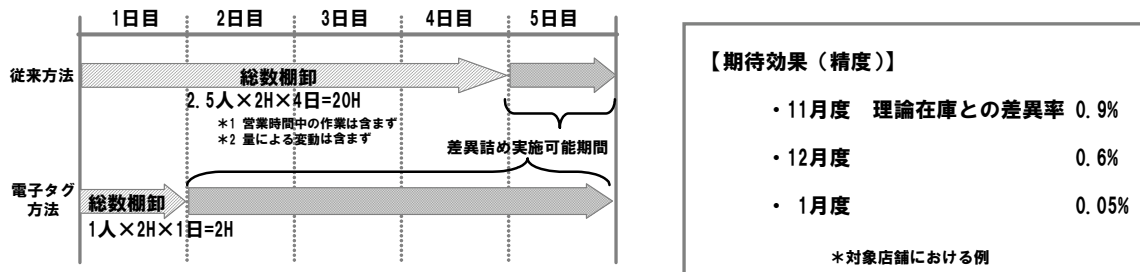 1日目 2日目 3日目 4日目 5日目
従来方法
総数棚卸
2.5人×2H×4日=20H
*1 営業時間中の作業は含まず
*2 量による変動は含まず
差異詰め実施可能期間
電子タグ
方法
総数棚卸
1人×2H×1日=2H
【期待効果（精度）】
・11月度 理論在庫との差異率 0.9%
・12月度 0.6%
・ 1月度 0.05%
*対象店舗における例